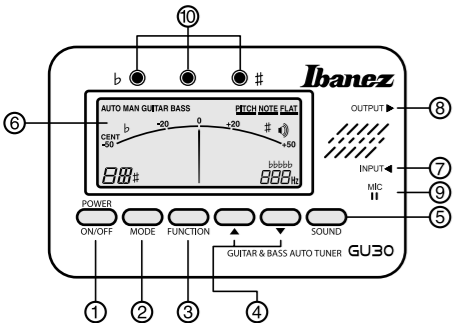 ⑩
♭ ♯
Ibanez
AUTO MAN GUITAR BASS PITCH NOTE FLAT
♭ -20 0 +20 ♯
CENT
-50 +50
♭♭♭♭♭
88♯ 888Hz
⑥
OUTPUT ▶ ⑧
INPUT ◀ ⑦
MIC ⑨
POWER
ON/OFF MODE FUNCTION ▲ ▼ SOUND ⑤
GUITAR & BASS AUTO TUNER GU30
① ② ③ ④